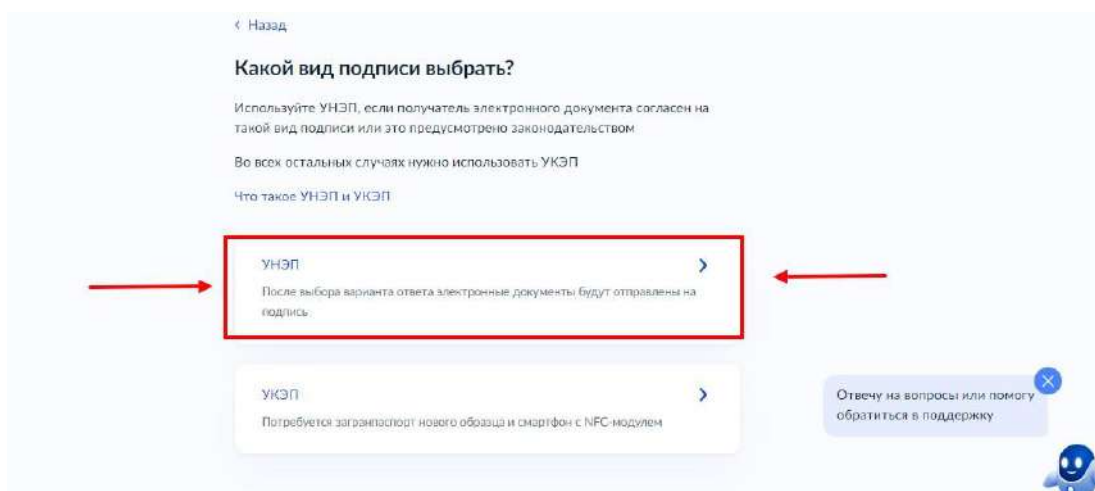 Назад
Какой вид подписи выбрать?
Используйте УНЭП, если получатель электронного документа согласен на
такой вид подписи или это предусмотрено законодательством
Во всех остальных случаях нужно использовать УКЭП
Что такое УНЭП и УКЭП
УНЭП
После выбора варианта ответа электронные документы будут отправлены на
подпись
УКЭП
Потребуется загранпаспорт нового образца и смартфон с NFC-модулем
Отвечу на вопросы или помогу
обратиться в поддержку